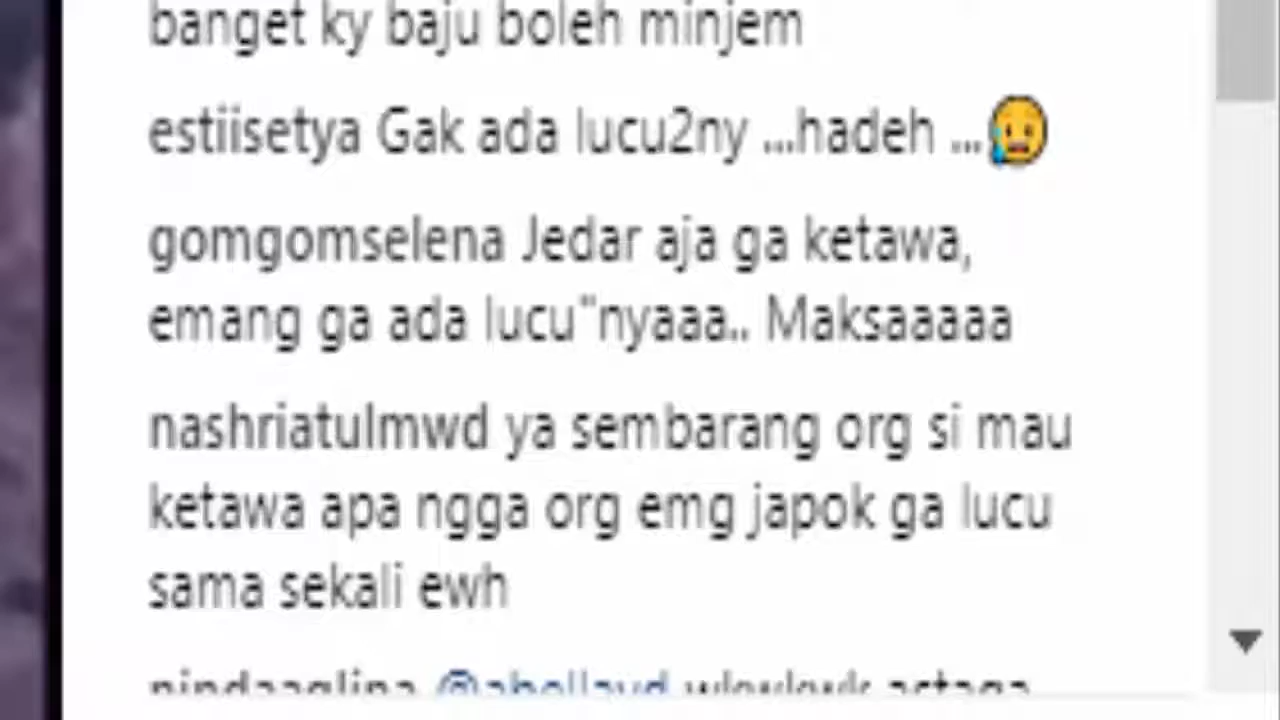 banget ky baju boleh minjem
estiisetya Gak ada lucu2ny ...hadeh ...😥
gomgomselena Jedar aja ga ketawa,
emang ga ada lucu"nyaaa.. Maksaaaaa
nashriatulmwd ya sembarang org si mau
ketawa apa ngga org emg japok ga lucu
sama sekali ewh